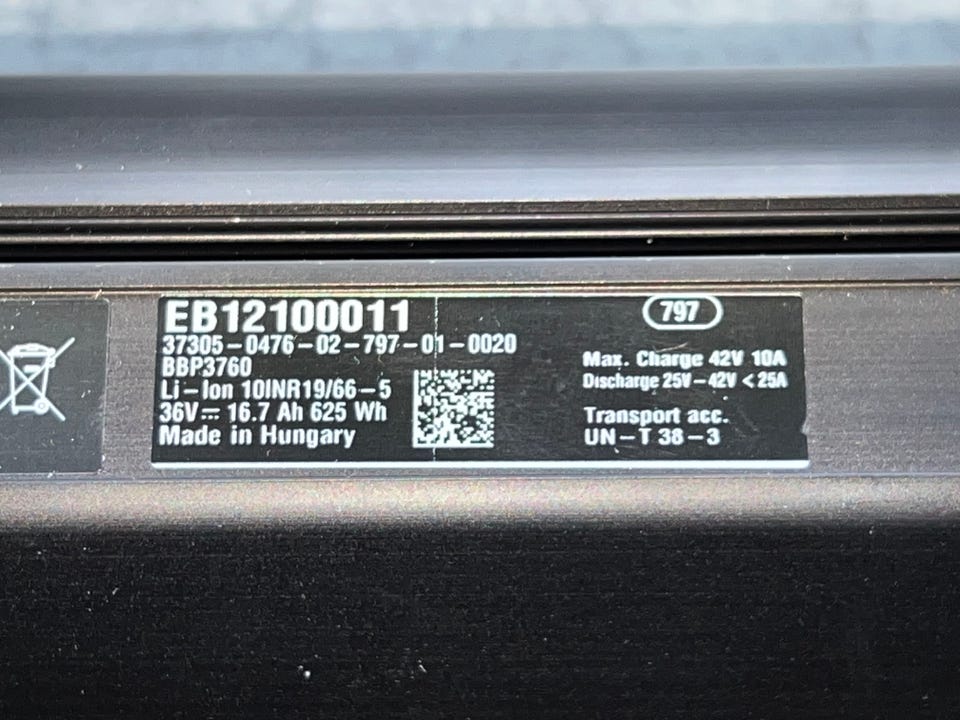 EB12100011
37305-0476-02-797-01-0020
BBP3760
Li-Ion 10INR19/66-5
36V⎓ 16.7 Ah 625 Wh
Made in Hungary
797
Max. Charge 42V 10A
Discharge 25V-42V < 25A
Transport acc.
UN-T 38-3